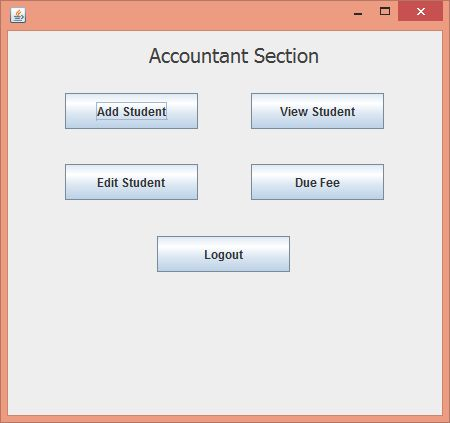 Accountant Section
Add Student
View Student
Edit Student
Due Fee
Logout